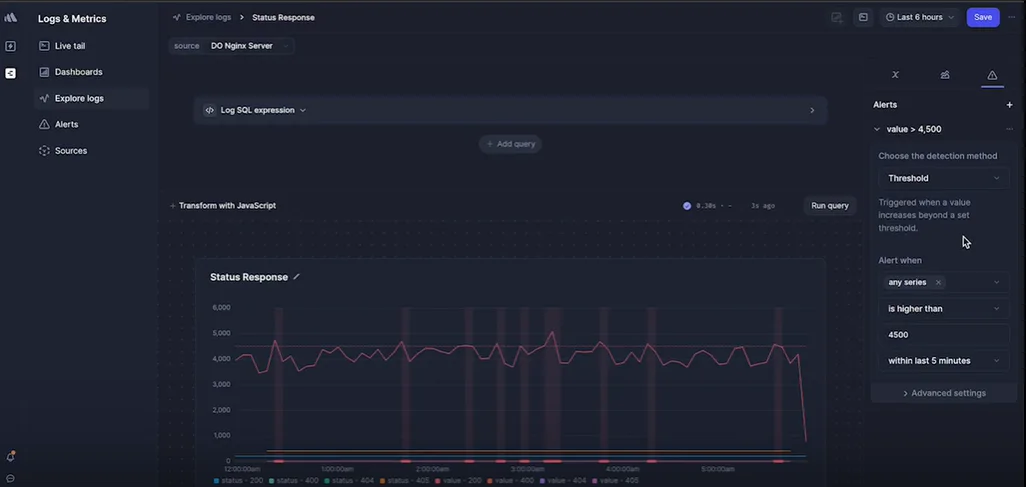 Logs & Metrics
Explore logs > Status Response
Last 6 hours
Save
Live tail
Dashboards
Explore logs
Alerts
Sources
source DO Nginx Server
Log SQL expression
+ Add query
+ Transform with JavaScript
0.30s · - 3s ago
Run query
Status Response
6,000
5,000
4,000
3,000
2,000
1,000
0
12:00:00am 1:00:00am 2:00:00am 3:00:00am 4:00:00am 5:00:00am
status - 200 status - 400 status - 404 status - 405 value - 200 value - 400 value - 404 value - 405
Alerts
value > 4,500
Choose the detection method
Threshold
Triggered when a value
increases beyond a set
threshold.
Alert when
any series ×
is higher than
4500
within last 5 minutes
> Advanced settings